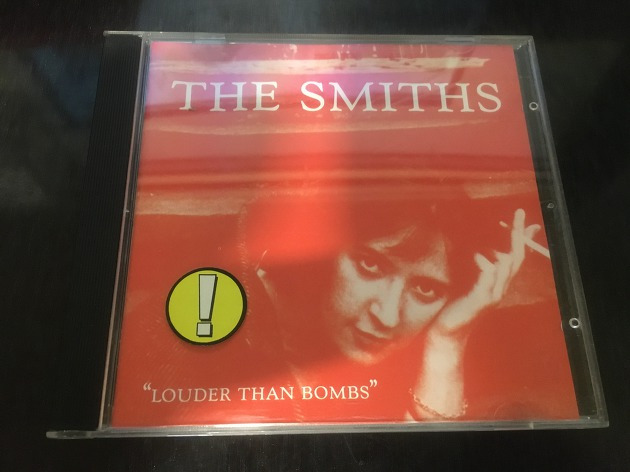 THE SMITHS
!
“LOUDER THAN BOMBS”